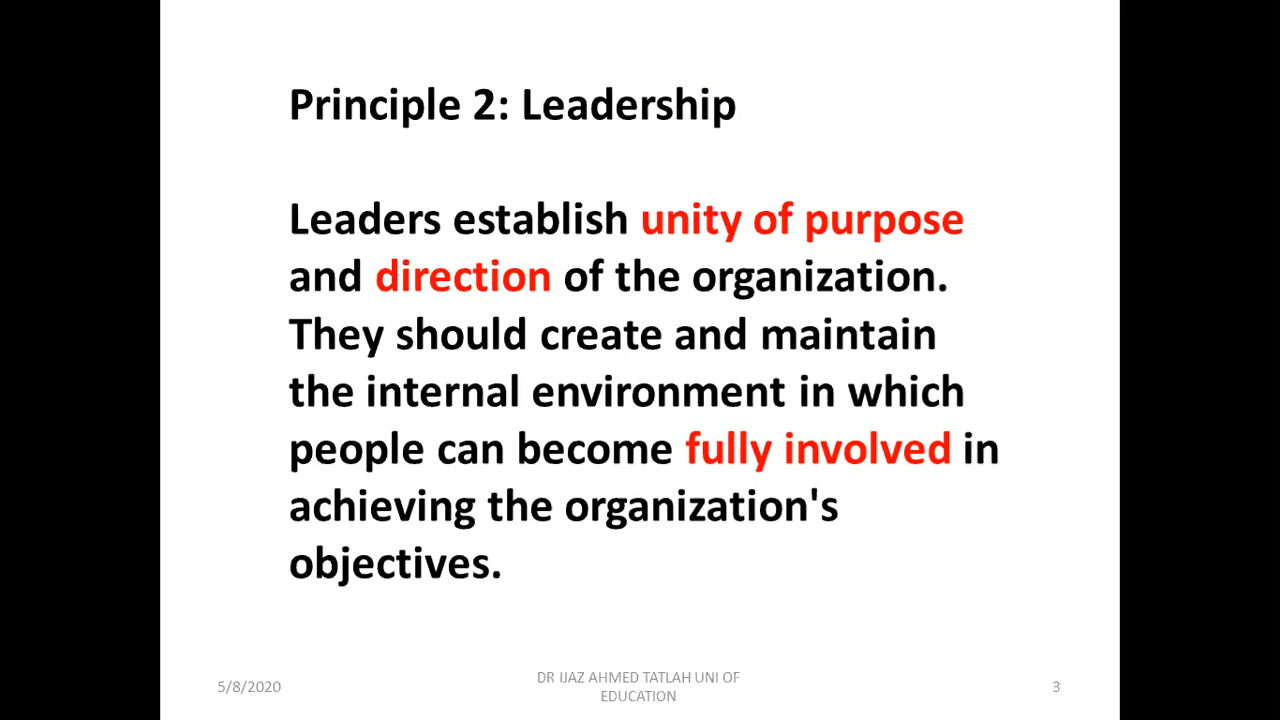 Principle 2: Leadership
Leaders establish unity of purpose
and direction of the organization.
They should create and maintain
the internal environment in which
people can become fully involved in
achieving the organization's
objectives.
5/8/2020
DR IJAZ AHMED TATLAH UNI OF
EDUCATION
3